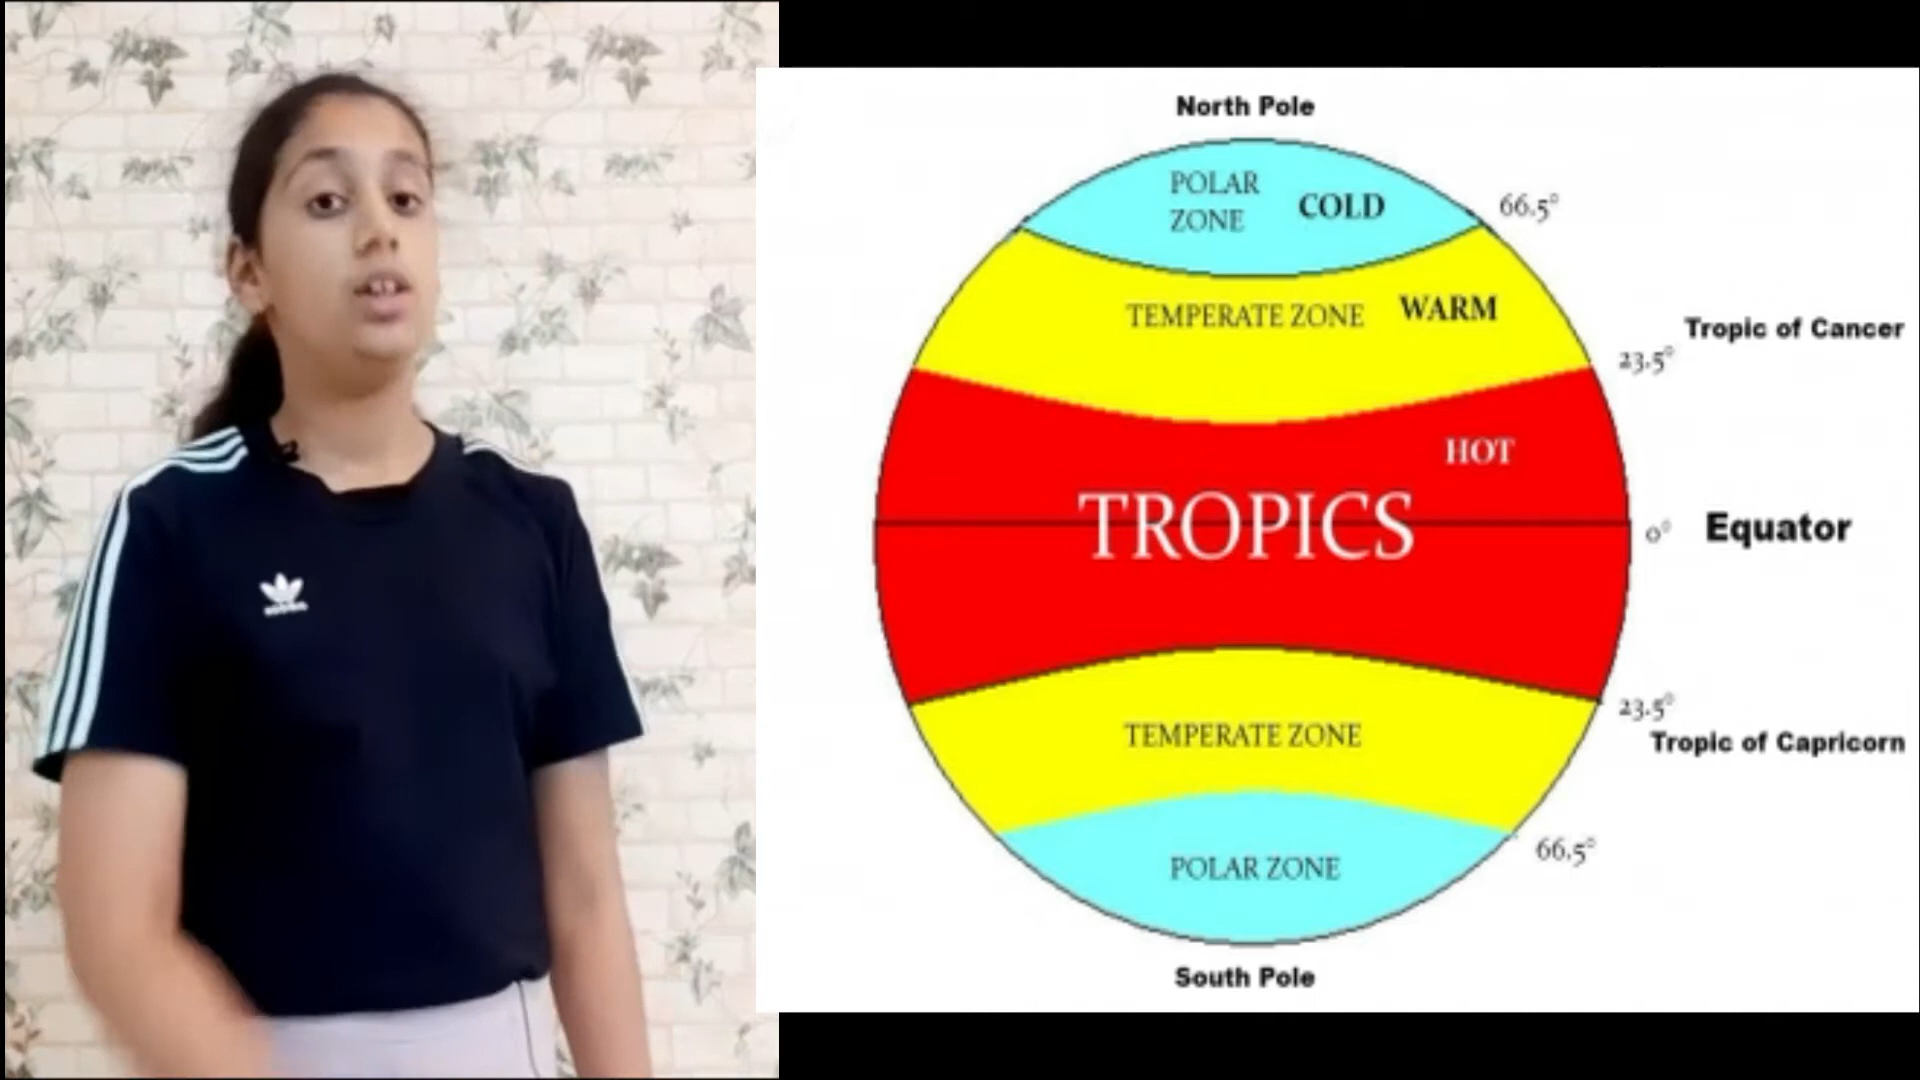 North Pole
POLAR
ZONE
COLD
66.5°
TEMPERATE ZONE
WARM
Tropic of Cancer
23.5°
HOT
TROPICS
0°
Equator
23.5°
TEMPERATE ZONE
Tropic of Capricorn
66.5°
POLAR ZONE
South Pole